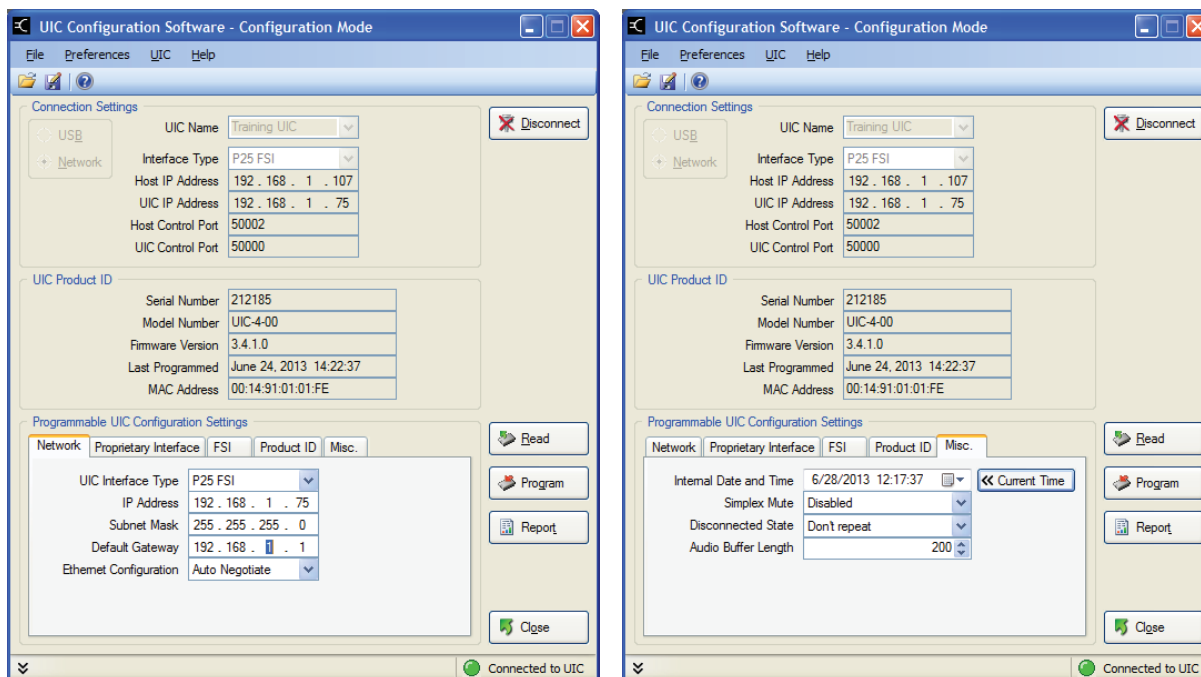 UIC Configuration Software - Configuration Mode
File Preferences UIC Help
Connection Settings
USB
Network
UIC Name Training UIC
Interface Type P25 FSI
Host IP Address 192 . 168 . 1 . 107
UIC IP Address 192 . 168 . 1 . 75
Host Control Port 50002
UIC Control Port 50000
Disconnect
UIC Product ID
Serial Number 212185
Model Number UIC-4-00
Firmware Version 3.4.1.0
Last Programmed June 24, 2013 14:22:37
MAC Address 00:14:91:01:01:FE
Programmable UIC Configuration Settings
Network Proprietary Interface FSI Product ID Misc.
UIC Interface Type P25 FSI
IP Address 192 . 168 . 1 . 75
Subnet Mask 255 . 255 . 255 . 0
Default Gateway 192 . 168 . 1 . 1
Ethernet Configuration Auto Negotiate
Read
Program
Report
Close
Connected to UIC
UIC Configuration Software - Configuration Mode
File Preferences UIC Help
Connection Settings
USB
Network
UIC Name Training UIC
Interface Type P25 FSI
Host IP Address 192 . 168 . 1 . 107
UIC IP Address 192 . 168 . 1 . 75
Host Control Port 50002
UIC Control Port 50000
Disconnect
UIC Product ID
Serial Number 212185
Model Number UIC-4-00
Firmware Version 3.4.1.0
Last Programmed June 24, 2013 14:22:37
MAC Address 00:14:91:01:01:FE
Programmable UIC Configuration Settings
Network Proprietary Interface FSI Product ID Misc.
Internal Date and Time 6/28/2013 12:17:37 << Current Time
Simplex Mute Disabled
Disconnected State Don't repeat
Audio Buffer Length 200
Read
Program
Report
Close
Connected to UIC